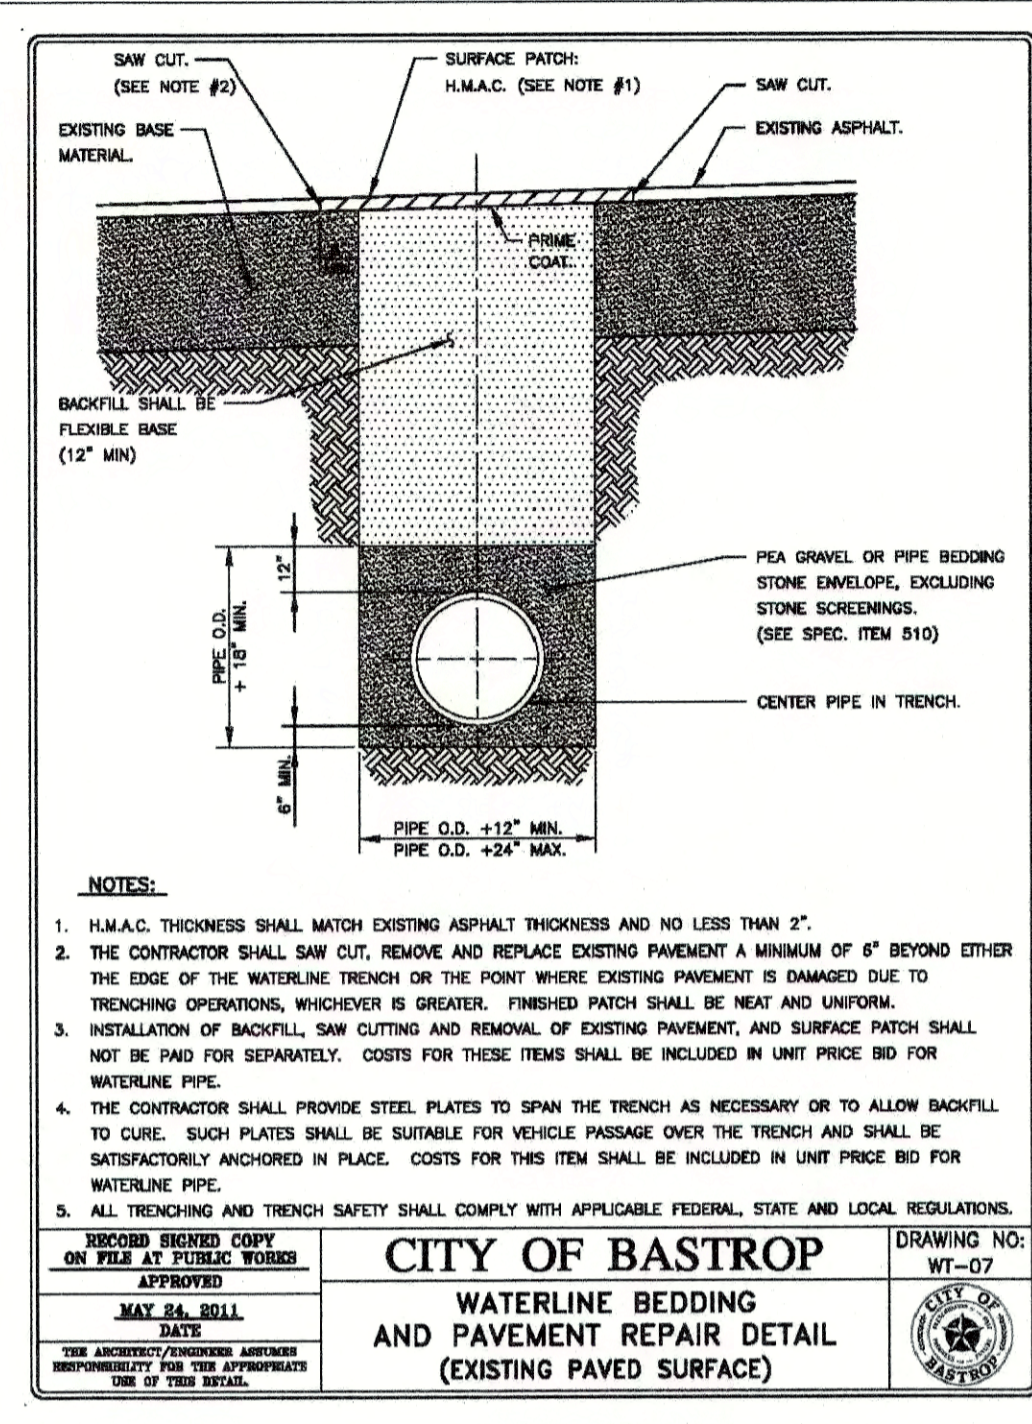 SAW CUT.
(SEE NOTE #2)
SURFACE PATCH:
H.M.A.C. (SEE NOTE #1)
SAW CUT.
EXISTING BASE
MATERIAL.
EXISTING ASPHALT.
PRIME
COAT.
BACKFILL SHALL BE
FLEXIBLE BASE
(12" MIN)
12"
PIPE O.D.
+ 18" MIN.
6" MIN.
PEA GRAVEL OR PIPE BEDDING
STONE ENVELOPE, EXCLUDING
STONE SCREENINGS.
(SEE SPEC. ITEM 510)
CENTER PIPE IN TRENCH.
PIPE O.D. +12" MIN.
PIPE O.D. +24" MAX.
NOTES:
1. H.M.A.C. THICKNESS SHALL MATCH EXISTING ASPHALT THICKNESS AND NO LESS THAN 2".
2. THE CONTRACTOR SHALL SAW CUT, REMOVE AND REPLACE EXISTING PAVEMENT A MINIMUM OF 6" BEYOND EITHER
THE EDGE OF THE WATERLINE TRENCH OR THE POINT WHERE EXISTING PAVEMENT IS DAMAGED DUE TO
TRENCHING OPERATIONS, WHICHEVER IS GREATER. FINISHED PATCH SHALL BE NEAT AND UNIFORM.
3. INSTALLATION OF BACKFILL, SAW CUTTING AND REMOVAL OF EXISTING PAVEMENT, AND SURFACE PATCH SHALL
NOT BE PAID FOR SEPARATELY. COSTS FOR THESE ITEMS SHALL BE INCLUDED IN UNIT PRICE BID FOR
WATERLINE PIPE.
4. THE CONTRACTOR SHALL PROVIDE STEEL PLATES TO SPAN THE TRENCH AS NECESSARY OR TO ALLOW BACKFILL
TO CURE. SUCH PLATES SHALL BE SUITABLE FOR VEHICLE PASSAGE OVER THE TRENCH AND SHALL BE
SATISFACTORILY ANCHORED IN PLACE. COSTS FOR THIS ITEM SHALL BE INCLUDED IN UNIT PRICE BID FOR
WATERLINE PIPE.
5. ALL TRENCHING AND TRENCH SAFETY SHALL COMPLY WITH APPLICABLE FEDERAL, STATE AND LOCAL REGULATIONS.
RECORD SIGNED COPY
ON FILE AT PUBLIC WORKS
APPROVED
MAY 24, 2011
DATE
THE ARCHITECT/ENGINEER ASSUMES
RESPONSIBILITY FOR THE APPROPRIATE
USE OF THIS DETAIL.
CITY OF BASTROP
WATERLINE BEDDING
AND PAVEMENT REPAIR DETAIL
(EXISTING PAVED SURFACE)
DRAWING NO:
WT-07
CITY OF
BASTROP